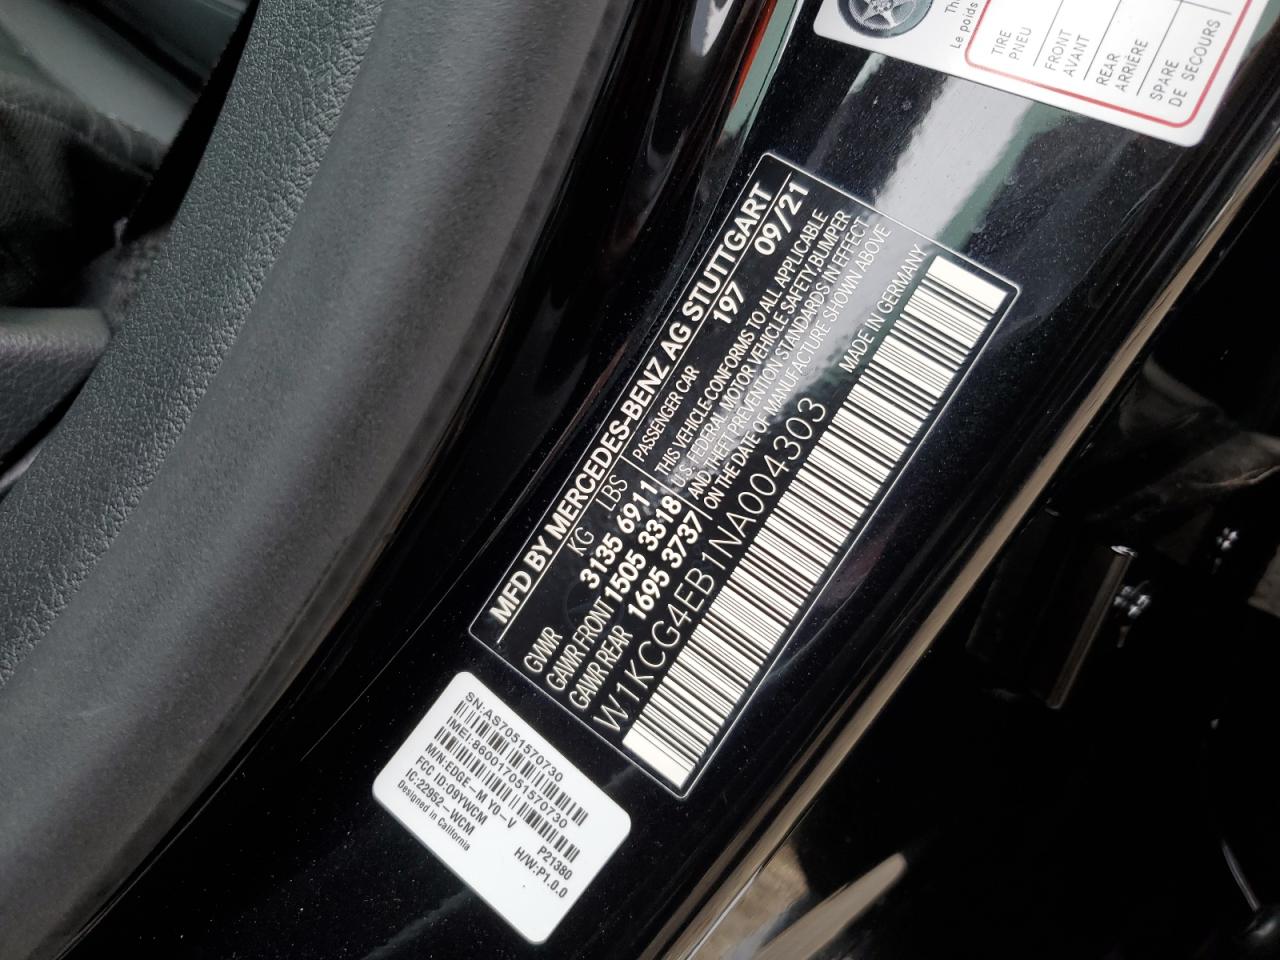 Th
Le poids
TIRE
PNEU
FRONT
AVANT
REAR
ARRIÈRE
SPARE
DE SECOURS
MFD BY MERCEDES-BENZ AG STUTTGART
KG LBS
197 09/21
GVWR 3135 6911
GAWR FRONT 1505 3318
GAWR REAR 1695 3737
PASSENGER CAR
THIS VEHICLE CONFORMS TO ALL APPLICABLE
U.S. FEDERAL MOTOR VEHICLE SAFETY, BUMPER
AND THEFT PREVENTION STANDARDS IN EFFECT
ON THE DATE OF MANUFACTURE SHOWN ABOVE
W1KCG4EB1NA004303
MADE IN GERMANY
SN:AS7051570730
IMEI:860017051570730
M/N:EDGE-M Y0-V
FCC ID:O9YWCM
P21380
IC:22952-WCM
H/W:P1.0.0
Designed in California